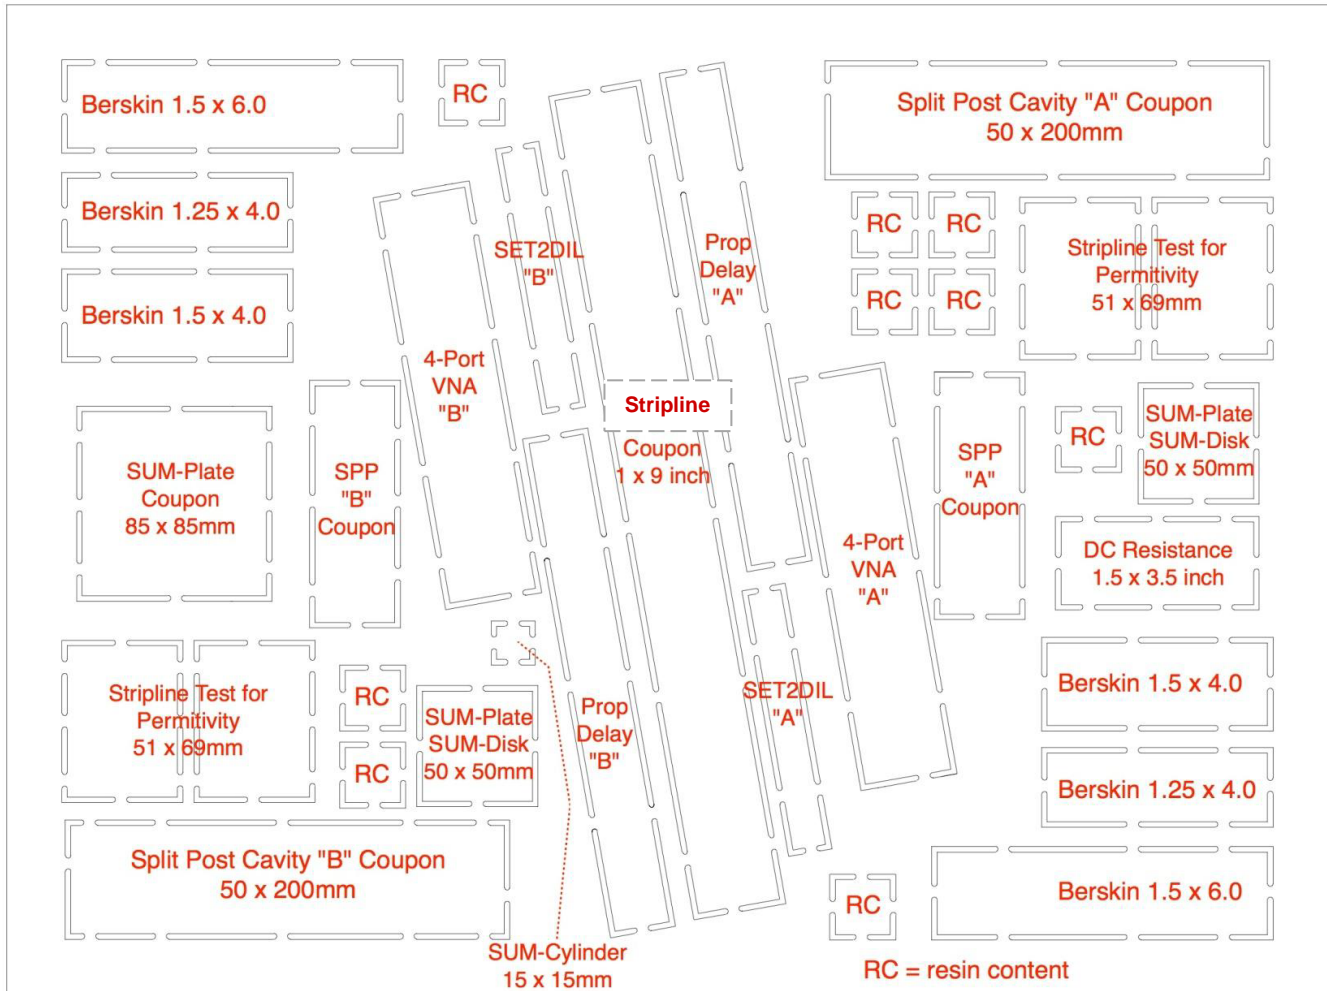 Berskin 1.5 x 6.0
RC
Split Post Cavity "A" Coupon
50 x 200mm
Berskin 1.25 x 4.0
Berskin 1.5 x 4.0
SET2DIL
"B"
Prop
Delay
"A"
RC
RC
RC
RC
Stripline Test for
Permitivity
51 x 69mm
4-Port
VNA
"B"
Stripline
Coupon
1 x 9 inch
SUM-Plate
Coupon
85 x 85mm
SPP
"B"
Coupon
SPP
"A"
Coupon
RC
SUM-Plate
SUM-Disk
50 x 50mm
4-Port
VNA
"A"
DC Resistance
1.5 x 3.5 inch
Stripline Test for
Permitivity
51 x 69mm
RC
RC
SUM-Plate
SUM-Disk
50 x 50mm
Prop
Delay
"B"
SET2DIL
"A"
Berskin 1.5 x 4.0
Berskin 1.25 x 4.0
Split Post Cavity "B" Coupon
50 x 200mm
RC
Berskin 1.5 x 6.0
SUM-Cylinder
15 x 15mm
RC = resin content